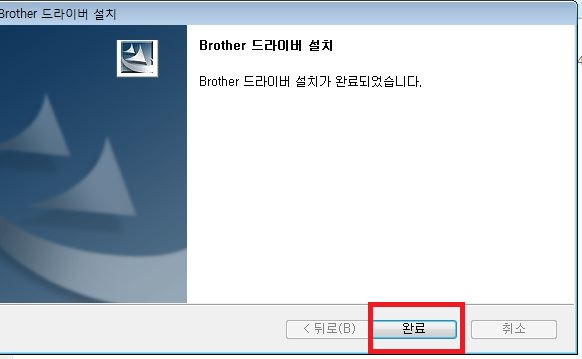 Brother 드라이버 설치
Brother 드라이버 설치
Brother 드라이버 설치가 완료되었습니다.
< 뒤로(B)
완료
취소